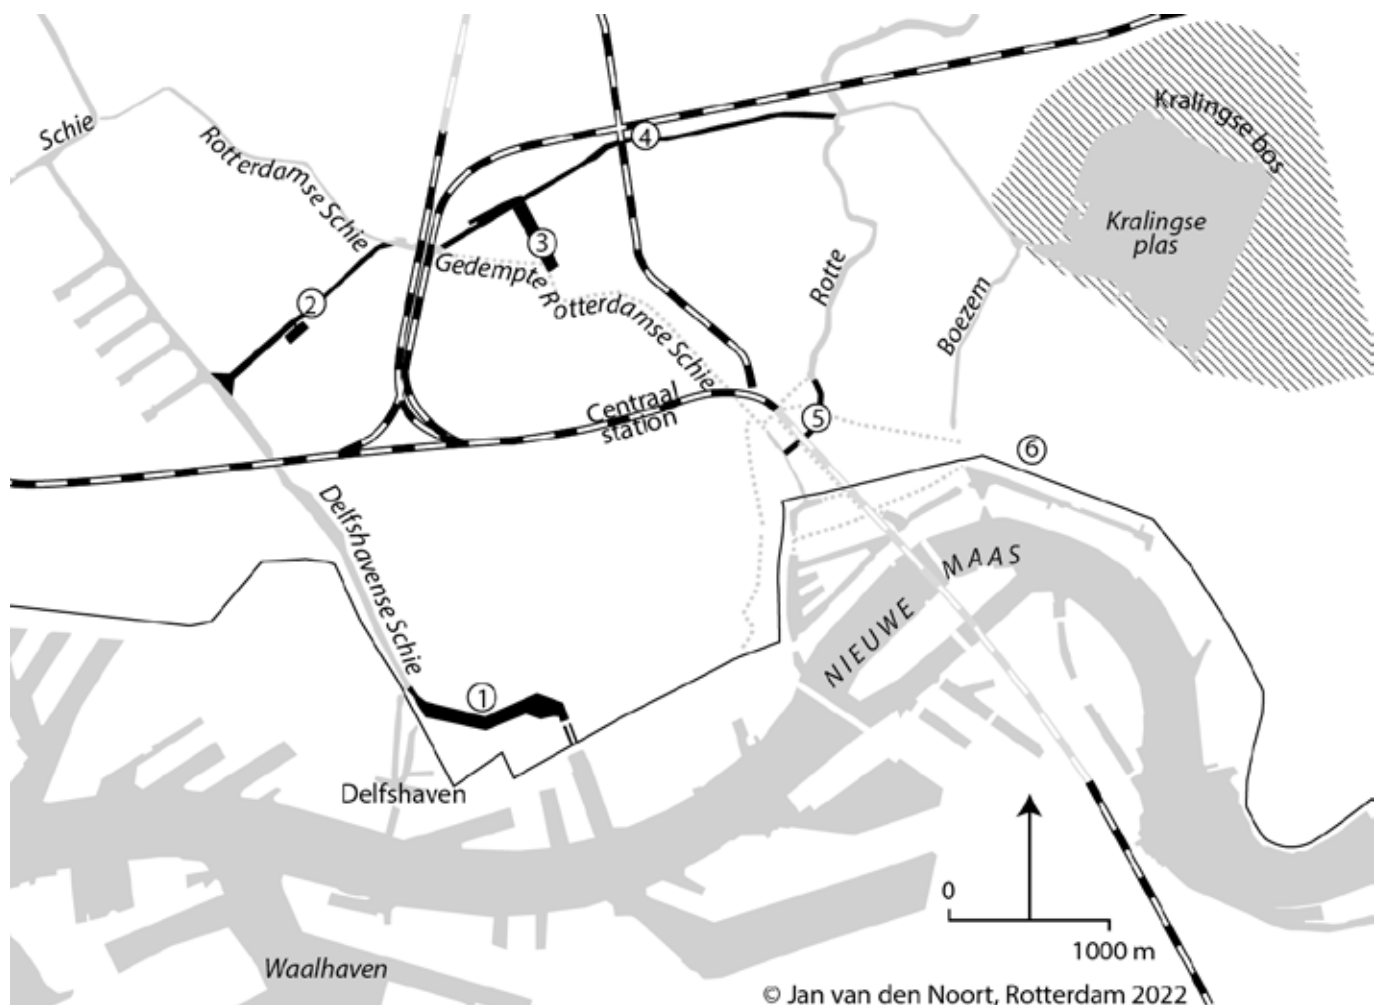 Schie
Rotterdamse Schie
4
Kralingse bos
Kralingse
plas
3
Gedempte Rotterdamse Schie
Rotte
Boezem
2
Centraal
station
5
6
Delfshavense Schie
NIEUWE MAAS
1
Delfshaven
0
1000 m
Waalhaven
© Jan van den Noort, Rotterdam 2022